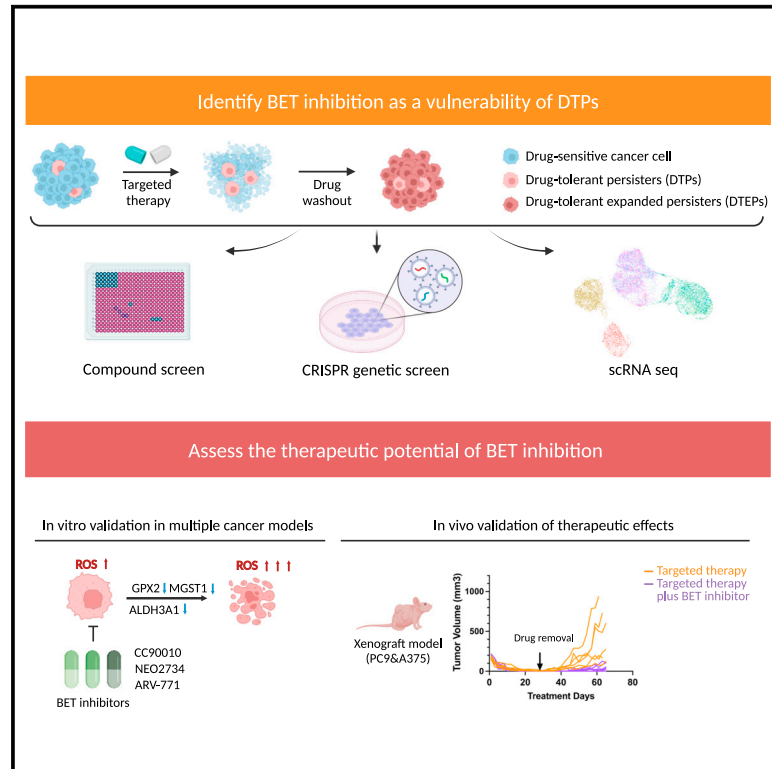 Identify BET inhibition as a vulnerability of DTPs
Targeted
therapy
Drug
washout
Drug-sensitive cancer cell
Drug-tolerant persisters (DTPs)
Drug-tolerant expanded persisters (DTEPs)
Compound screen
CRISPR genetic screen
scRNA seq
Assess the therapeutic potential of BET inhibition
In vitro validation in multiple cancer models
ROS ↑
GPX2↓ MGST1↓
ALDH3A1 ↓
ROS ↑ ↑ ↑
CC90010
NEO2734
ARV-771
BET inhibitors
In vivo validation of therapeutic effects
Xenograft model
(PC9&A375)
Tumor Volume (mm3)
1000
500
0
0
20
40
60
80
Treatment Days
Drug removal
Targeted therapy
Targeted therapy
plus BET inhibitor